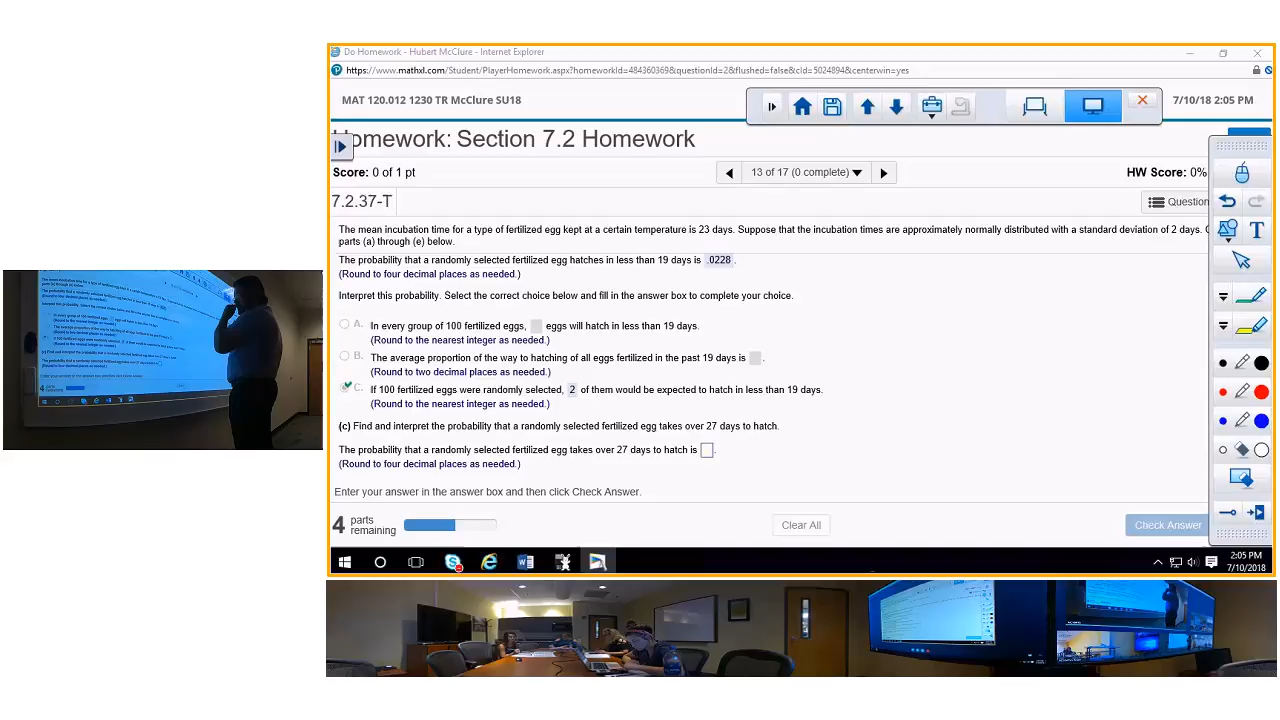 Do Homework - Hubert McClure - Internet Explorer
https://www.mathxl.com/Student/PlayerHomework.aspx?homeworkId=484360369&questionId=2&flushed=false&cId=5024894&centerwin=yes
MAT 120.012 1230 TR McClure SU18
7/10/18 2:05 PM
omework: Section 7.2 Homework
Score: 0 of 1 pt
13 of 17 (0 complete)
HW Score: 0%
7.2.37-T
Question
The mean incubation time for a type of fertilized egg kept at a certain temperature is 23 days. Suppose that the incubation times are approximately normally distributed with a standard deviation of 2 days.
parts (a) through (e) below.
The probability that a randomly selected fertilized egg hatches in less than 19 days is .0228.
(Round to four decimal places as needed.)
Interpret this probability. Select the correct choice below and fill in the answer box to complete your choice.
A. In every group of 100 fertilized eggs, eggs will hatch in less than 19 days.
(Round to the nearest integer as needed.)
B. The average proportion of the way to hatching of all eggs fertilized in the past 19 days is .
(Round to two decimal places as needed.)
C. If 100 fertilized eggs were randomly selected, 2 of them would be expected to hatch in less than 19 days.
(Round to the nearest integer as needed.)
(c) Find and interpret the probability that a randomly selected fertilized egg takes over 27 days to hatch.
The probability that a randomly selected fertilized egg takes over 27 days to hatch is .
(Round to four decimal places as needed.)
Enter your answer in the answer box and then click Check Answer.
4 parts remaining
Clear All
Check Answer
2:05 PM
7/10/2018